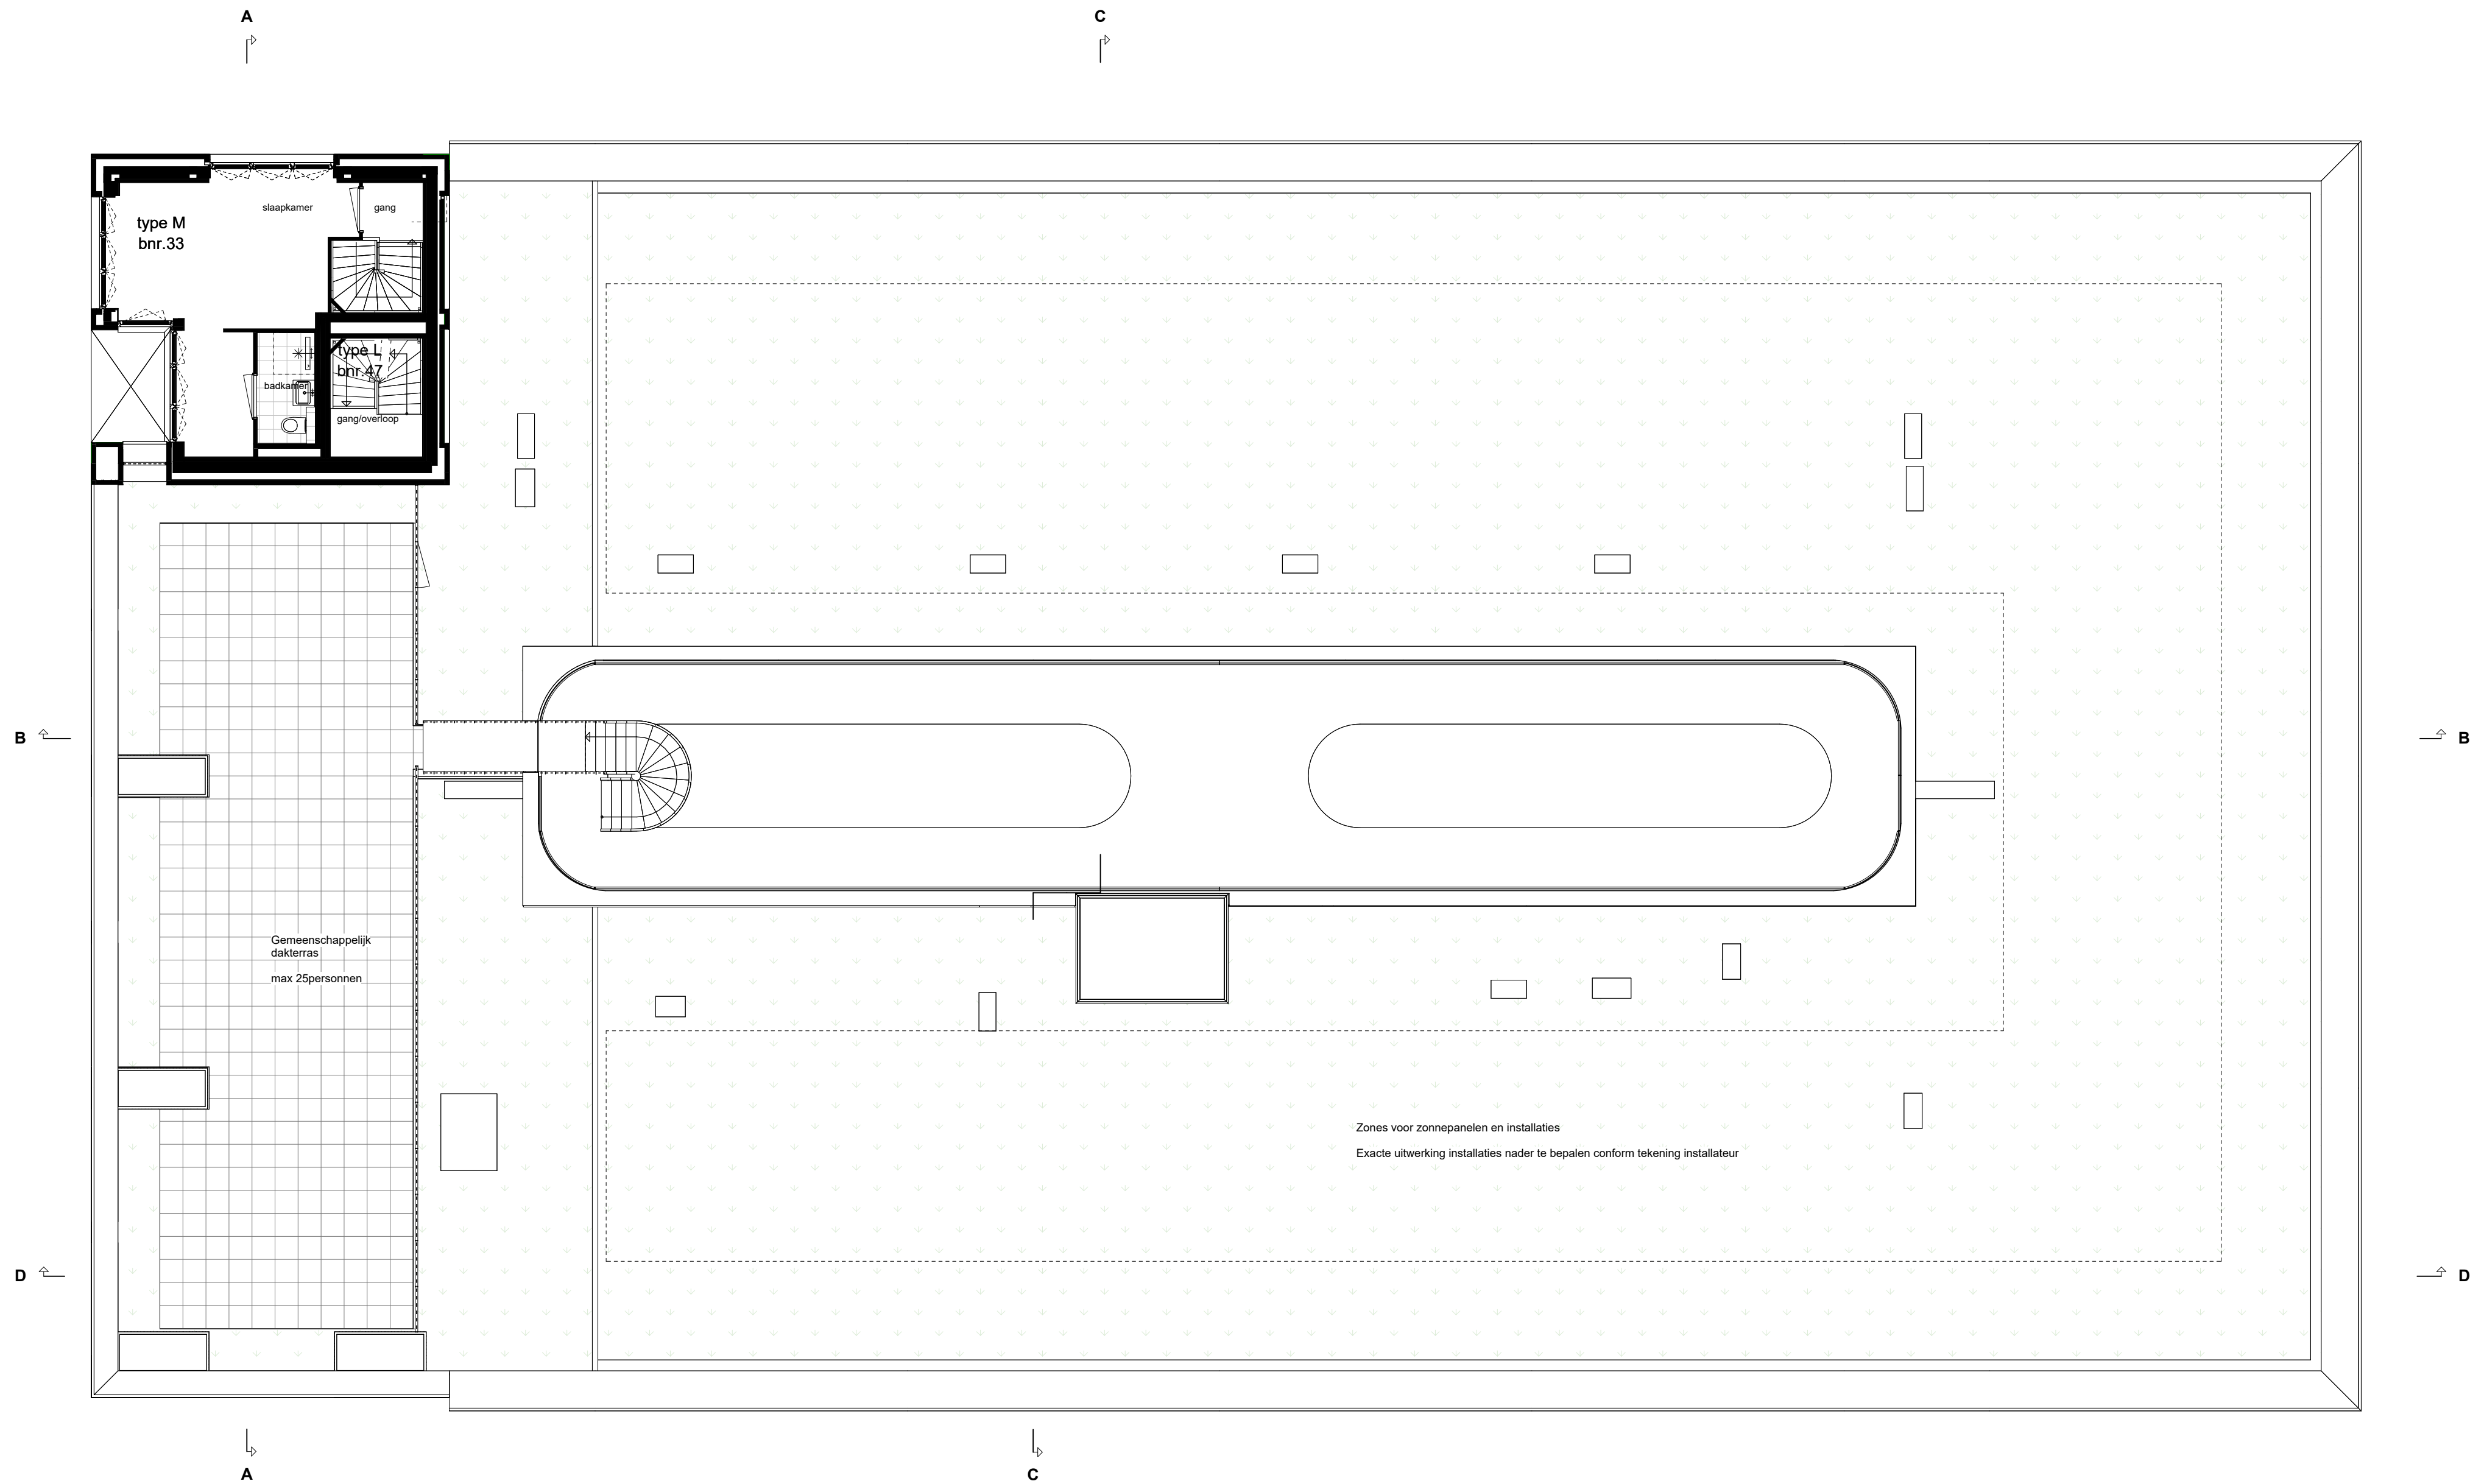 A
C
slaapkamer
gang
type M
bnr.33
type L
bnr.47
badkamer
gang/overloop
B
B
Gemeenschappelijk
dakterras
max 25personnen
Zones voor zonnepanelen en installaties
Exacte uitwerking installaties nader te bepalen conform tekening installateur
D
D
A
C